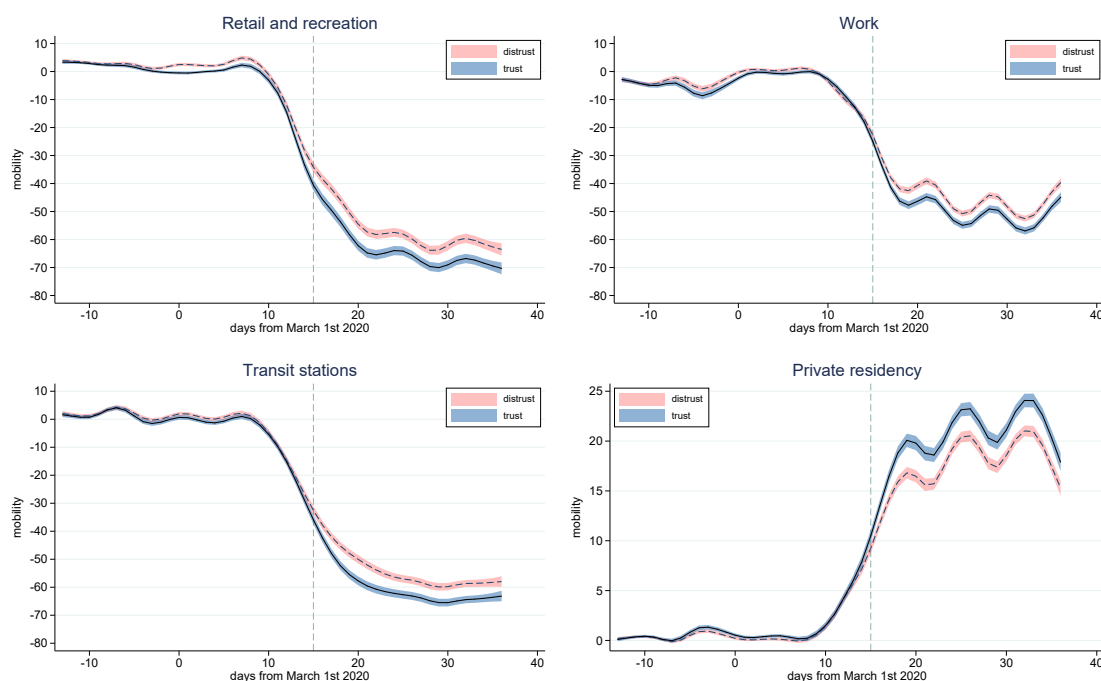 Retail and recreation
10
0
-10
-20
-30
-40
-50
-60
-70
-80
mobility
-10 0 10 20 30 40
days from March 1st 2020
distrust
trust
Work
10
0
-10
-20
-30
-40
-50
-60
-70
-80
mobility
-10 0 10 20 30 40
days from March 1st 2020
distrust
trust
Transit stations
10
0
-10
-20
-30
-40
-50
-60
-70
-80
mobility
-10 0 10 20 30 40
days from March 1st 2020
distrust
trust
Private residency
25
20
15
10
5
0
mobility
-10 0 10 20 30 40
days from March 1st 2020
distrust
trust